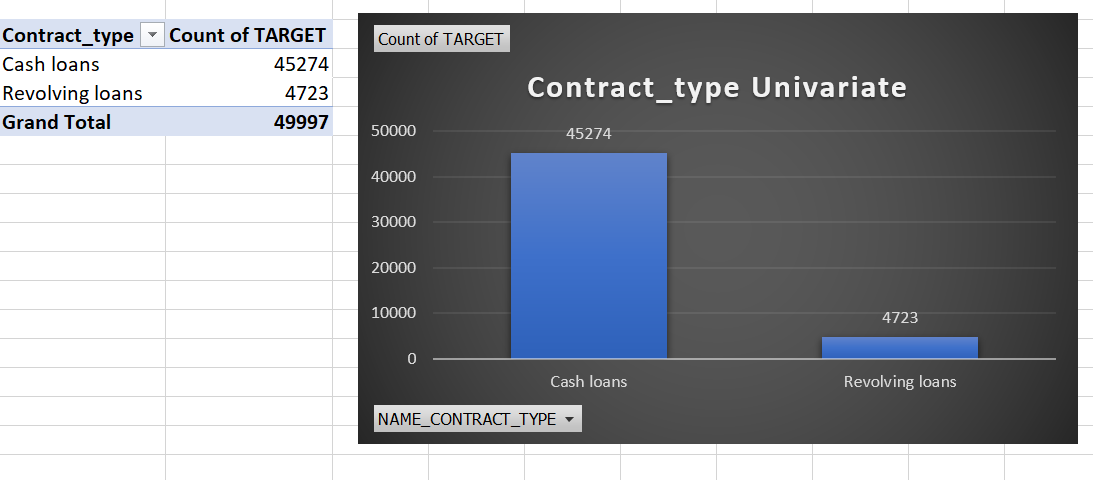 Contract_type Count of TARGET
Cash loans 45274
Revolving loans 4723
Grand Total 49997
Count of TARGET
Contract_type Univariate
50000
40000
30000
20000
10000
0
45274
4723
Cash loans Revolving loans
NAME_CONTRACT_TYPE